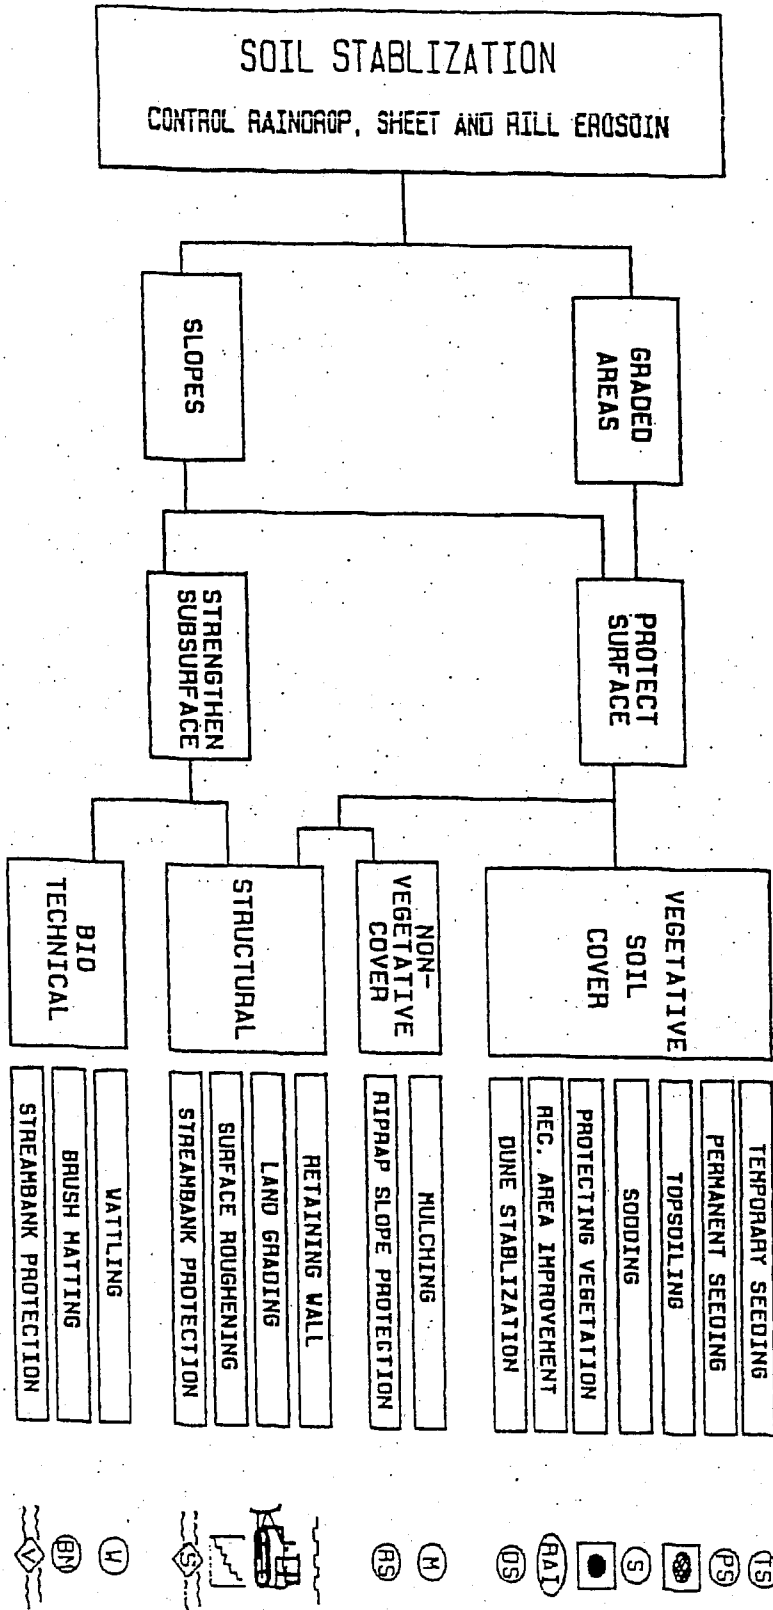 SOIL STABLIZATION
CONTROL RAINDROP, SHEET AND RILL EROSOIN
GRADED
AREAS
SLOPES
PROTECT
SURFACE
STRENGTHEN
SUBSURFACE
VEGETATIVE
SOIL
COVER
NON-
VEGETATIVE
COVER
STRUCTURAL
BIO
TECHNICAL
TEMPORARY SEEDING
TS
PERMANENT SEEDING
PS
TOPSOILING
SODDING
S
PROTECTING VEGETATION
REC. AREA IMPROVEMENT
RAI
DUNE STABLIZATION
DS
MULCHING
M
RIPRAP SLOPE PROTECTION
RS
RETAINING WALL
LAND GRADING
SURFACE ROUGHENING
STREAMBANK PROTECTION
S
WATTLING
W
BRUSH MATTING
BM
STREAMBANK PROTECTION
V